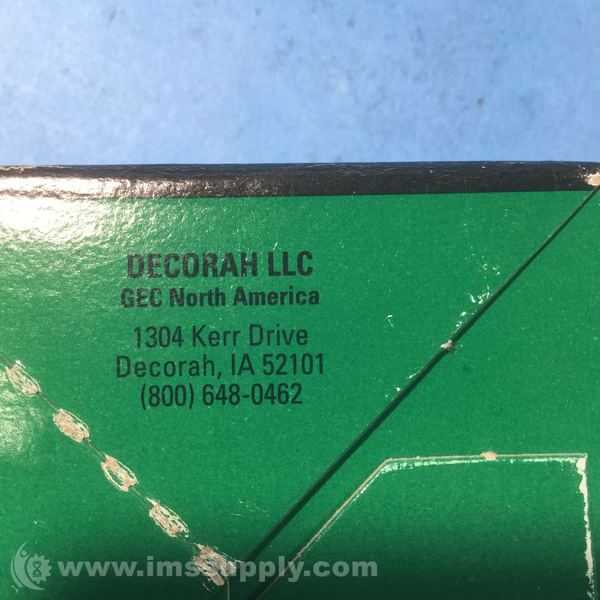 DECORAH LLC
GEC North America
1304 Kerr Drive
Decorah, IA 52101
(800) 648-0462
www.imssupply.com